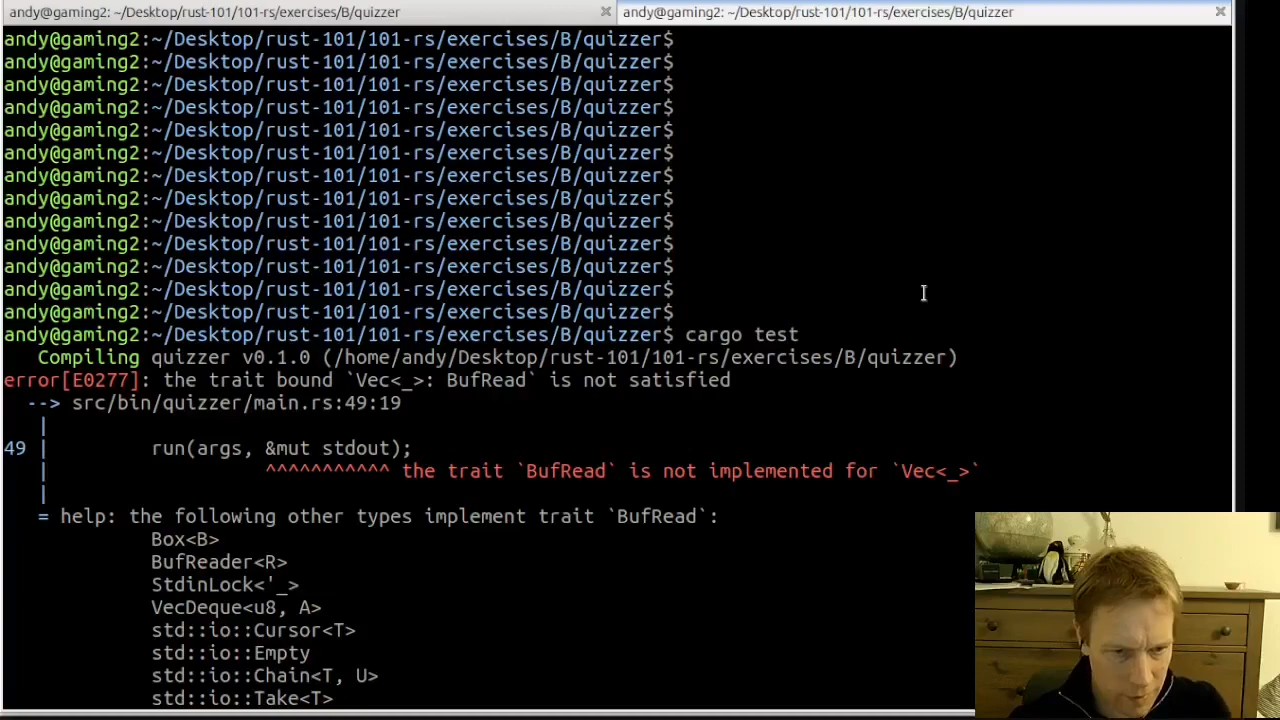 andy@gaming2: ~/Desktop/rust-101/101-rs/exercises/B/quizzer
andy@gaming2: ~/Desktop/rust-101/101-rs/exercises/B/quizzer
andy@gaming2:~/Desktop/rust-101/101-rs/exercises/B/quizzer$
andy@gaming2:~/Desktop/rust-101/101-rs/exercises/B/quizzer$
andy@gaming2:~/Desktop/rust-101/101-rs/exercises/B/quizzer$
andy@gaming2:~/Desktop/rust-101/101-rs/exercises/B/quizzer$
andy@gaming2:~/Desktop/rust-101/101-rs/exercises/B/quizzer$
andy@gaming2:~/Desktop/rust-101/101-rs/exercises/B/quizzer$
andy@gaming2:~/Desktop/rust-101/101-rs/exercises/B/quizzer$
andy@gaming2:~/Desktop/rust-101/101-rs/exercises/B/quizzer$
andy@gaming2:~/Desktop/rust-101/101-rs/exercises/B/quizzer$
andy@gaming2:~/Desktop/rust-101/101-rs/exercises/B/quizzer$
andy@gaming2:~/Desktop/rust-101/101-rs/exercises/B/quizzer$
andy@gaming2:~/Desktop/rust-101/101-rs/exercises/B/quizzer$
andy@gaming2:~/Desktop/rust-101/101-rs/exercises/B/quizzer$
andy@gaming2:~/Desktop/rust-101/101-rs/exercises/B/quizzer$ cargo test
   Compiling quizzer v0.1.0 (/home/andy/Desktop/rust-101/101-rs/exercises/B/quizzer)
error[E0277]: the trait bound `Vec<_>: BufRead` is not satisfied
  --> src/bin/quizzer/main.rs:49:19
   |
49 |         run(args, &mut stdout);
   |                   ^^^^^^^^^^^ the trait `BufRead` is not implemented for `Vec<_>`
   |
   = help: the following other types implement trait `BufRead`:
             Box<B>
             BufReader<R>
             StdinLock<'_>
             VecDeque<u8, A>
             std::io::Cursor<T>
             std::io::Empty
             std::io::Chain<T, U>
             std::io::Take<T>